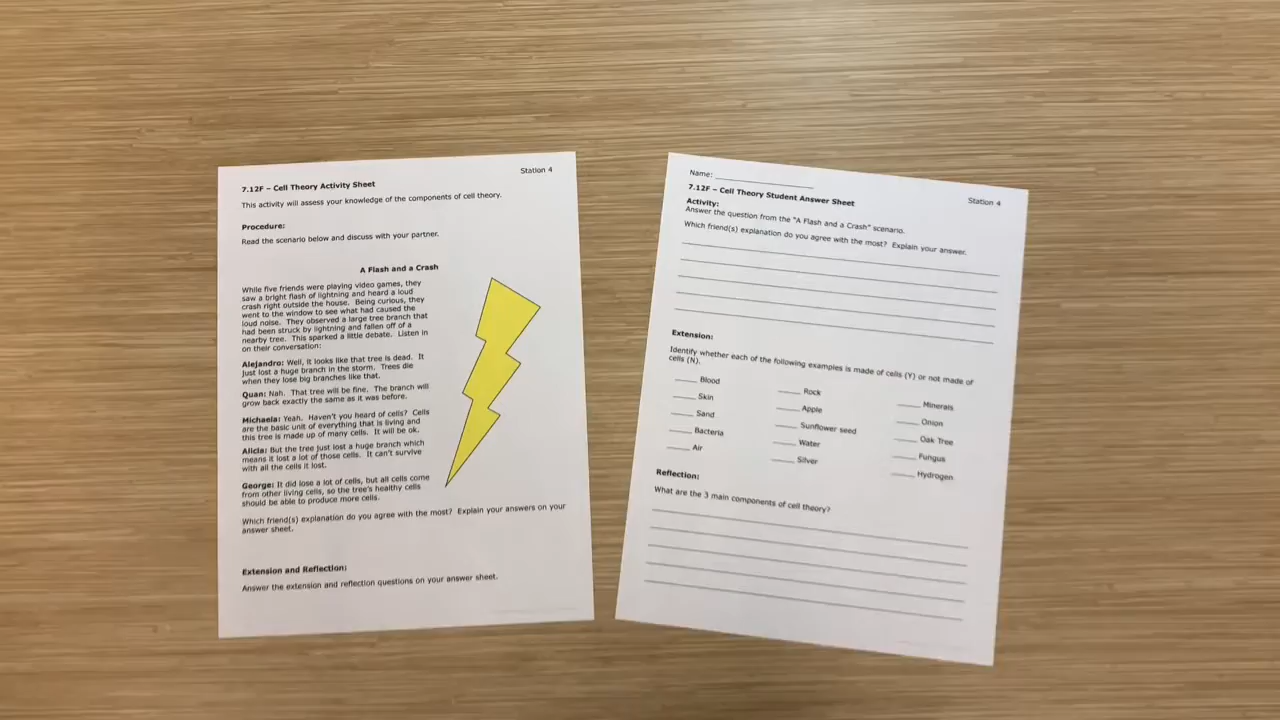 Station 4
7.12F – Cell Theory Activity Sheet
This activity will assess your knowledge of the components of cell theory.
Procedure:
Read the scenario below and discuss with your partner.
A Flash and a Crash
While five friends were playing video games, they
saw a bright flash of lightning and heard a loud
crash right outside the house. Being curious, they
went to the window to see what had caused the
loud noise. They observed a large tree branch that
had been struck by lightning and fallen off of a
nearby tree. This sparked a little debate. Listen in
on their conversation:
Alejandro: Well, it looks like that tree is dead. It
just lost a huge branch in the storm. Trees die
when they lose big branches like that.
Quan: Nah. That tree will be fine. The branch will
grow back exactly the same as it was before.
Michaela: Yeah. Haven't you heard of cells? Cells
are the basic unit of everything that is living and
this tree is made up of many cells. It will be ok.
Alicia: But the tree just lost a huge branch which
means it lost a lot of those cells. It can't survive
with all the cells it lost.
George: It did lose a lot of cells, but all cells come
from other living cells, so the tree's healthy cells
should be able to produce more cells.
Which friend(s) explanation do you agree with the most? Explain your answers on your
answer sheet.
Extension and Reflection:
Answer the extension and reflection questions on your answer sheet.
Name:
Station 4
7.12F – Cell Theory Student Answer Sheet
Activity:
Answer the question from the "A Flash and a Crash" scenario.
Which friend(s) explanation do you agree with the most? Explain your answer.
Extension:
Identify whether each of the following examples is made of cells (Y) or not made of
cells (N).
Blood
Skin
Sand
Bacteria
Air
Rock
Apple
Sunflower seed
Water
Silver
Minerals
Onion
Oak Tree
Fungus
Hydrogen
Reflection:
What are the 3 main components of cell theory?